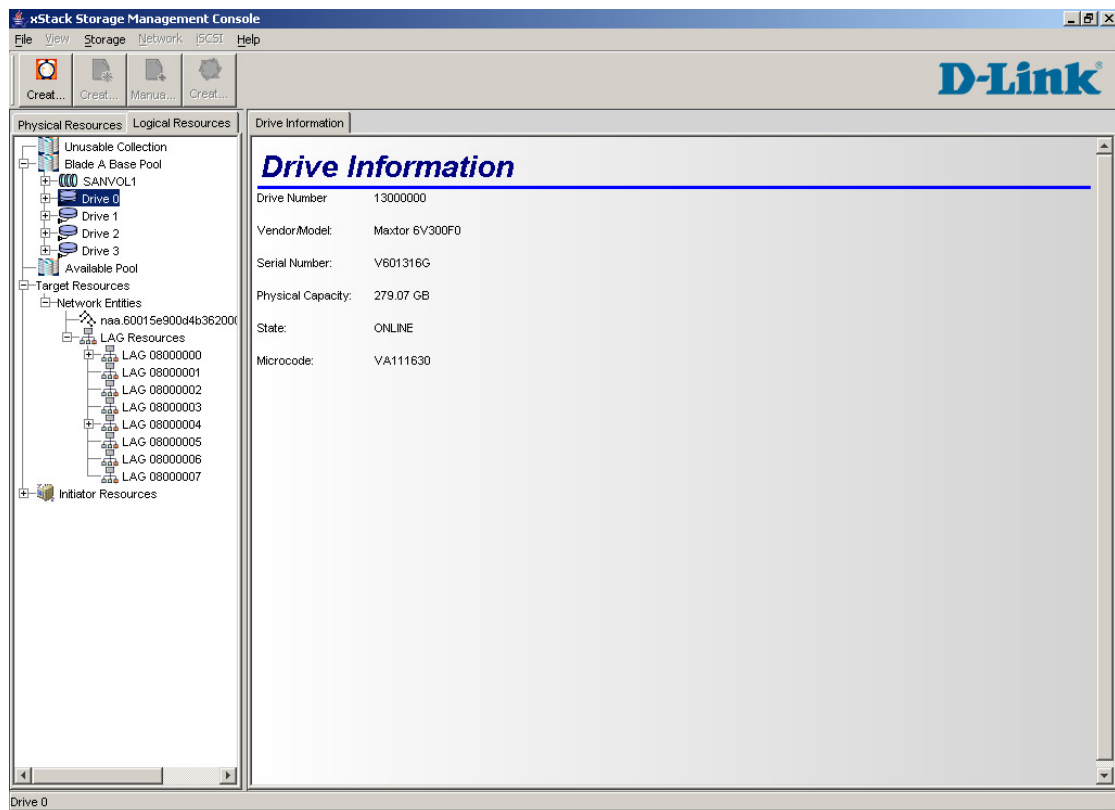 xStack Storage Management Console
File View Storage Network iSCSI Help
Creat... Creat... Manua... Creat...
D-Link
Physical Resources Logical Resources
Unusable Collection
Blade A Base Pool
SANVOL1
Drive 0
Drive 1
Drive 2
Drive 3
Available Pool
Target Resources
Network Entities
naa.60015e900d4b362000
LAG Resources
LAG 08000000
LAG 08000001
LAG 08000002
LAG 08000003
LAG 08000004
LAG 08000005
LAG 08000006
LAG 08000007
Initiator Resources
Drive Information
Drive Information
Drive Number 13000000
Vendor/Model: Maxtor 6V300F0
Serial Number: V601316G
Physical Capacity: 279.07 GB
State: ONLINE
Microcode: VA111630
Drive 0